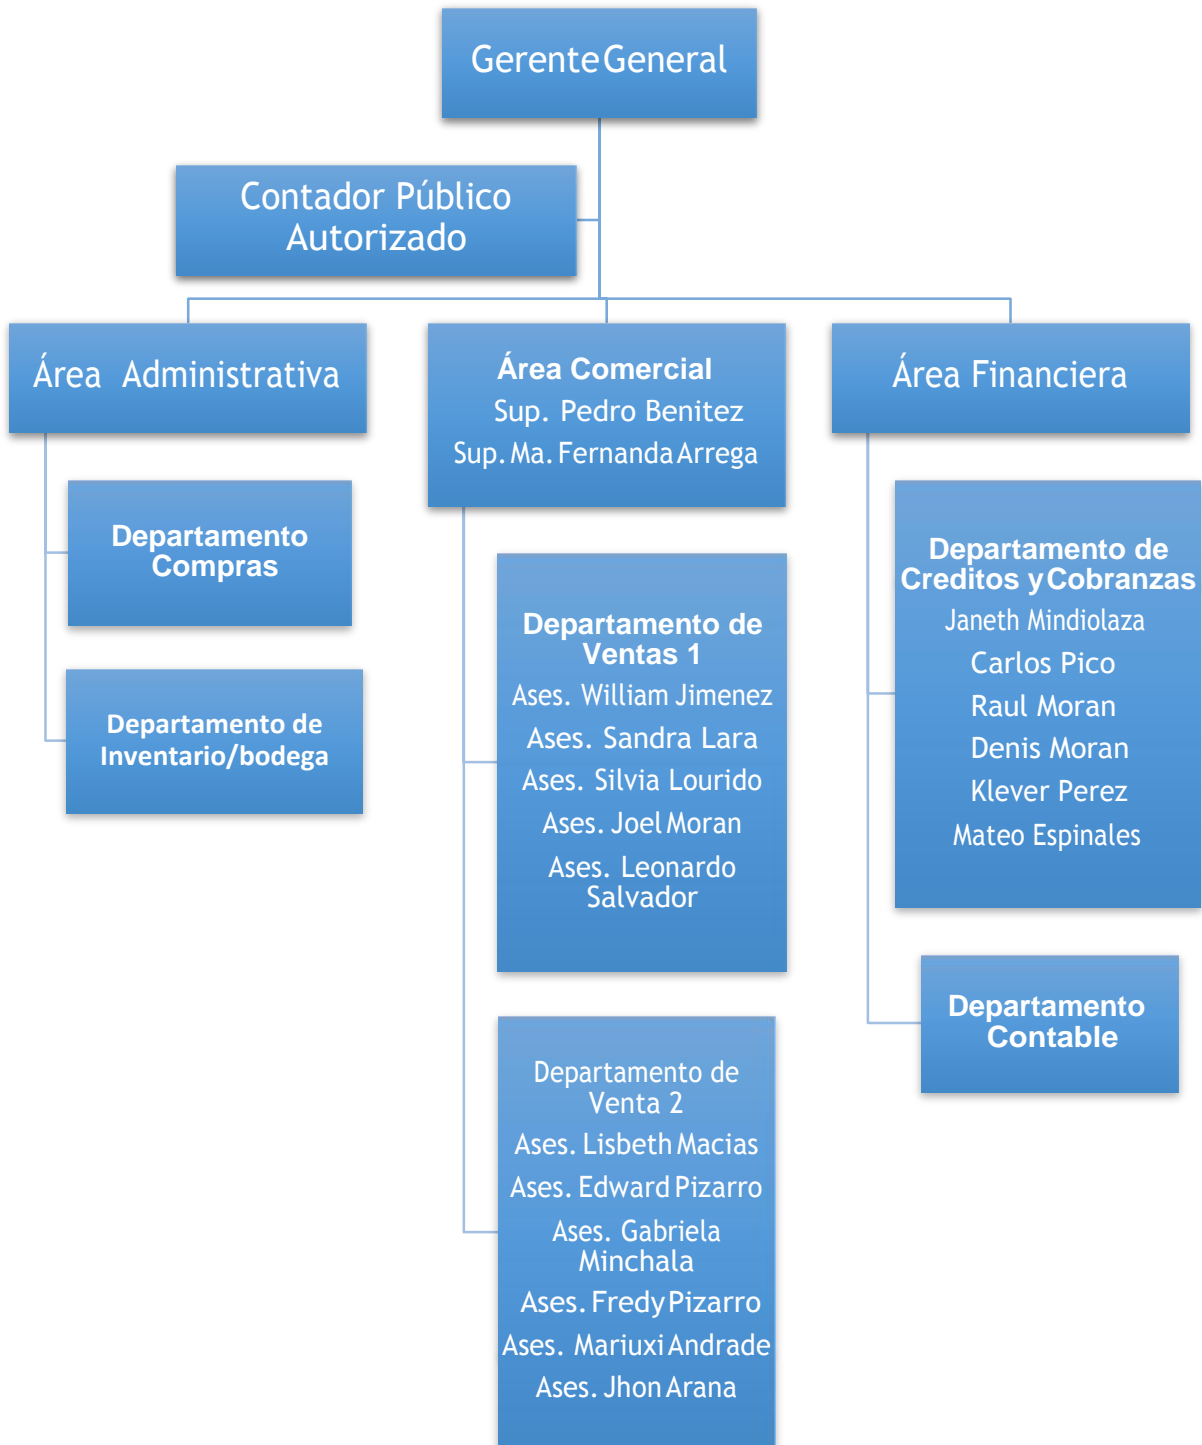 Gerente General
Contador Público
Autorizado
Área Administrativa
Departamento
Compras
Departamento de
Inventario/bodega
Área Comercial
Sup. Pedro Benitez
Sup. Ma. Fernanda Arrega
Departamento de
Ventas 1
Ases. William Jimenez
Ases. Sandra Lara
Ases. Silvia Lourido
Ases. Joel Moran
Ases. Leonardo
Salvador
Departamento de
Venta 2
Ases. Lisbeth Macias
Ases. Edward Pizarro
Ases. Gabriela
Minchala
Ases. Fredy Pizarro
Ases. Mariuxi Andrade
Ases. Jhon Arana
Área Financiera
Departamento de
Creditos y Cobranzas
Janeth Mindiolaza
Carlos Pico
Raul Moran
Denis Moran
Klever Perez
Mateo Espinales
Departamento
Contable